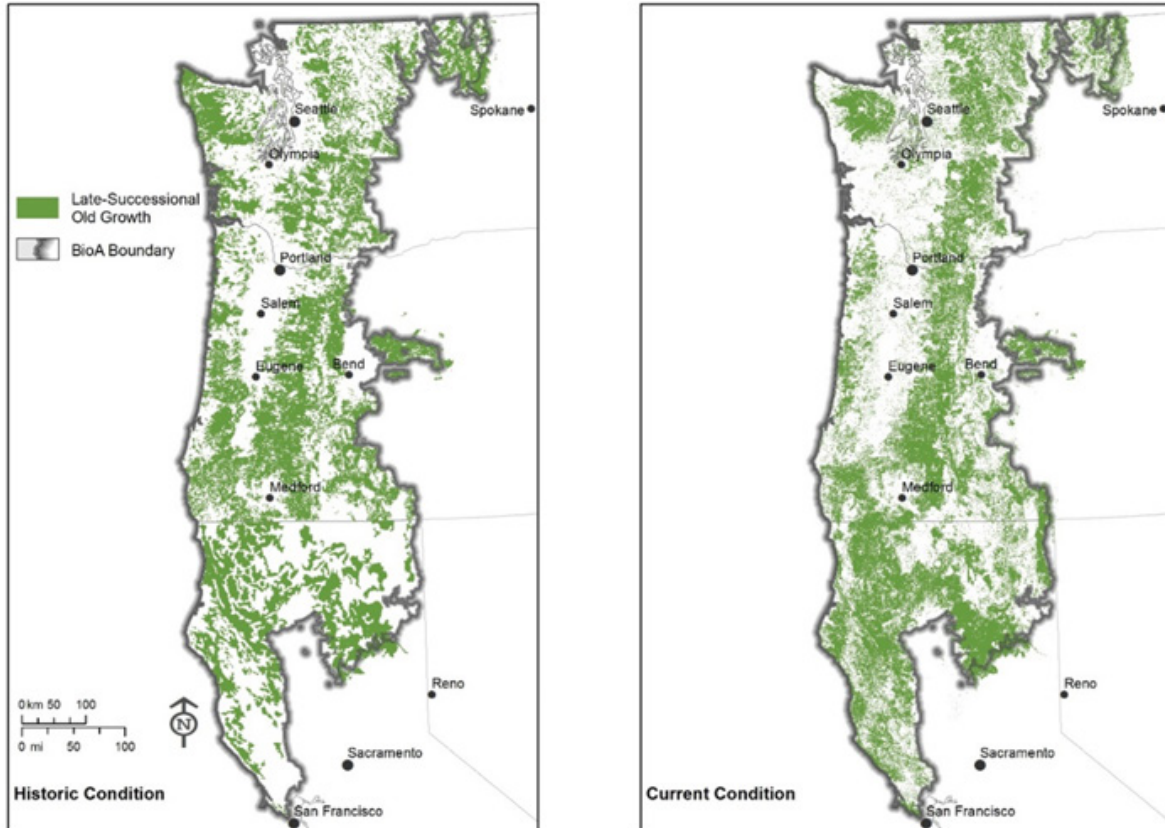 Seattle
Spokane
Olympia
Late-Successional
Old Growth
BioA Boundary
Portland
Salem
Eugene
Bend
Medford
Reno
0 km 50 100
0 mi 50 100
N
Sacramento
Historic Condition
San Francisco
Seattle
Spokane
Olympia
Portland
Salem
Eugene
Bend
Medford
Reno
Sacramento
Current Condition
San Francisco